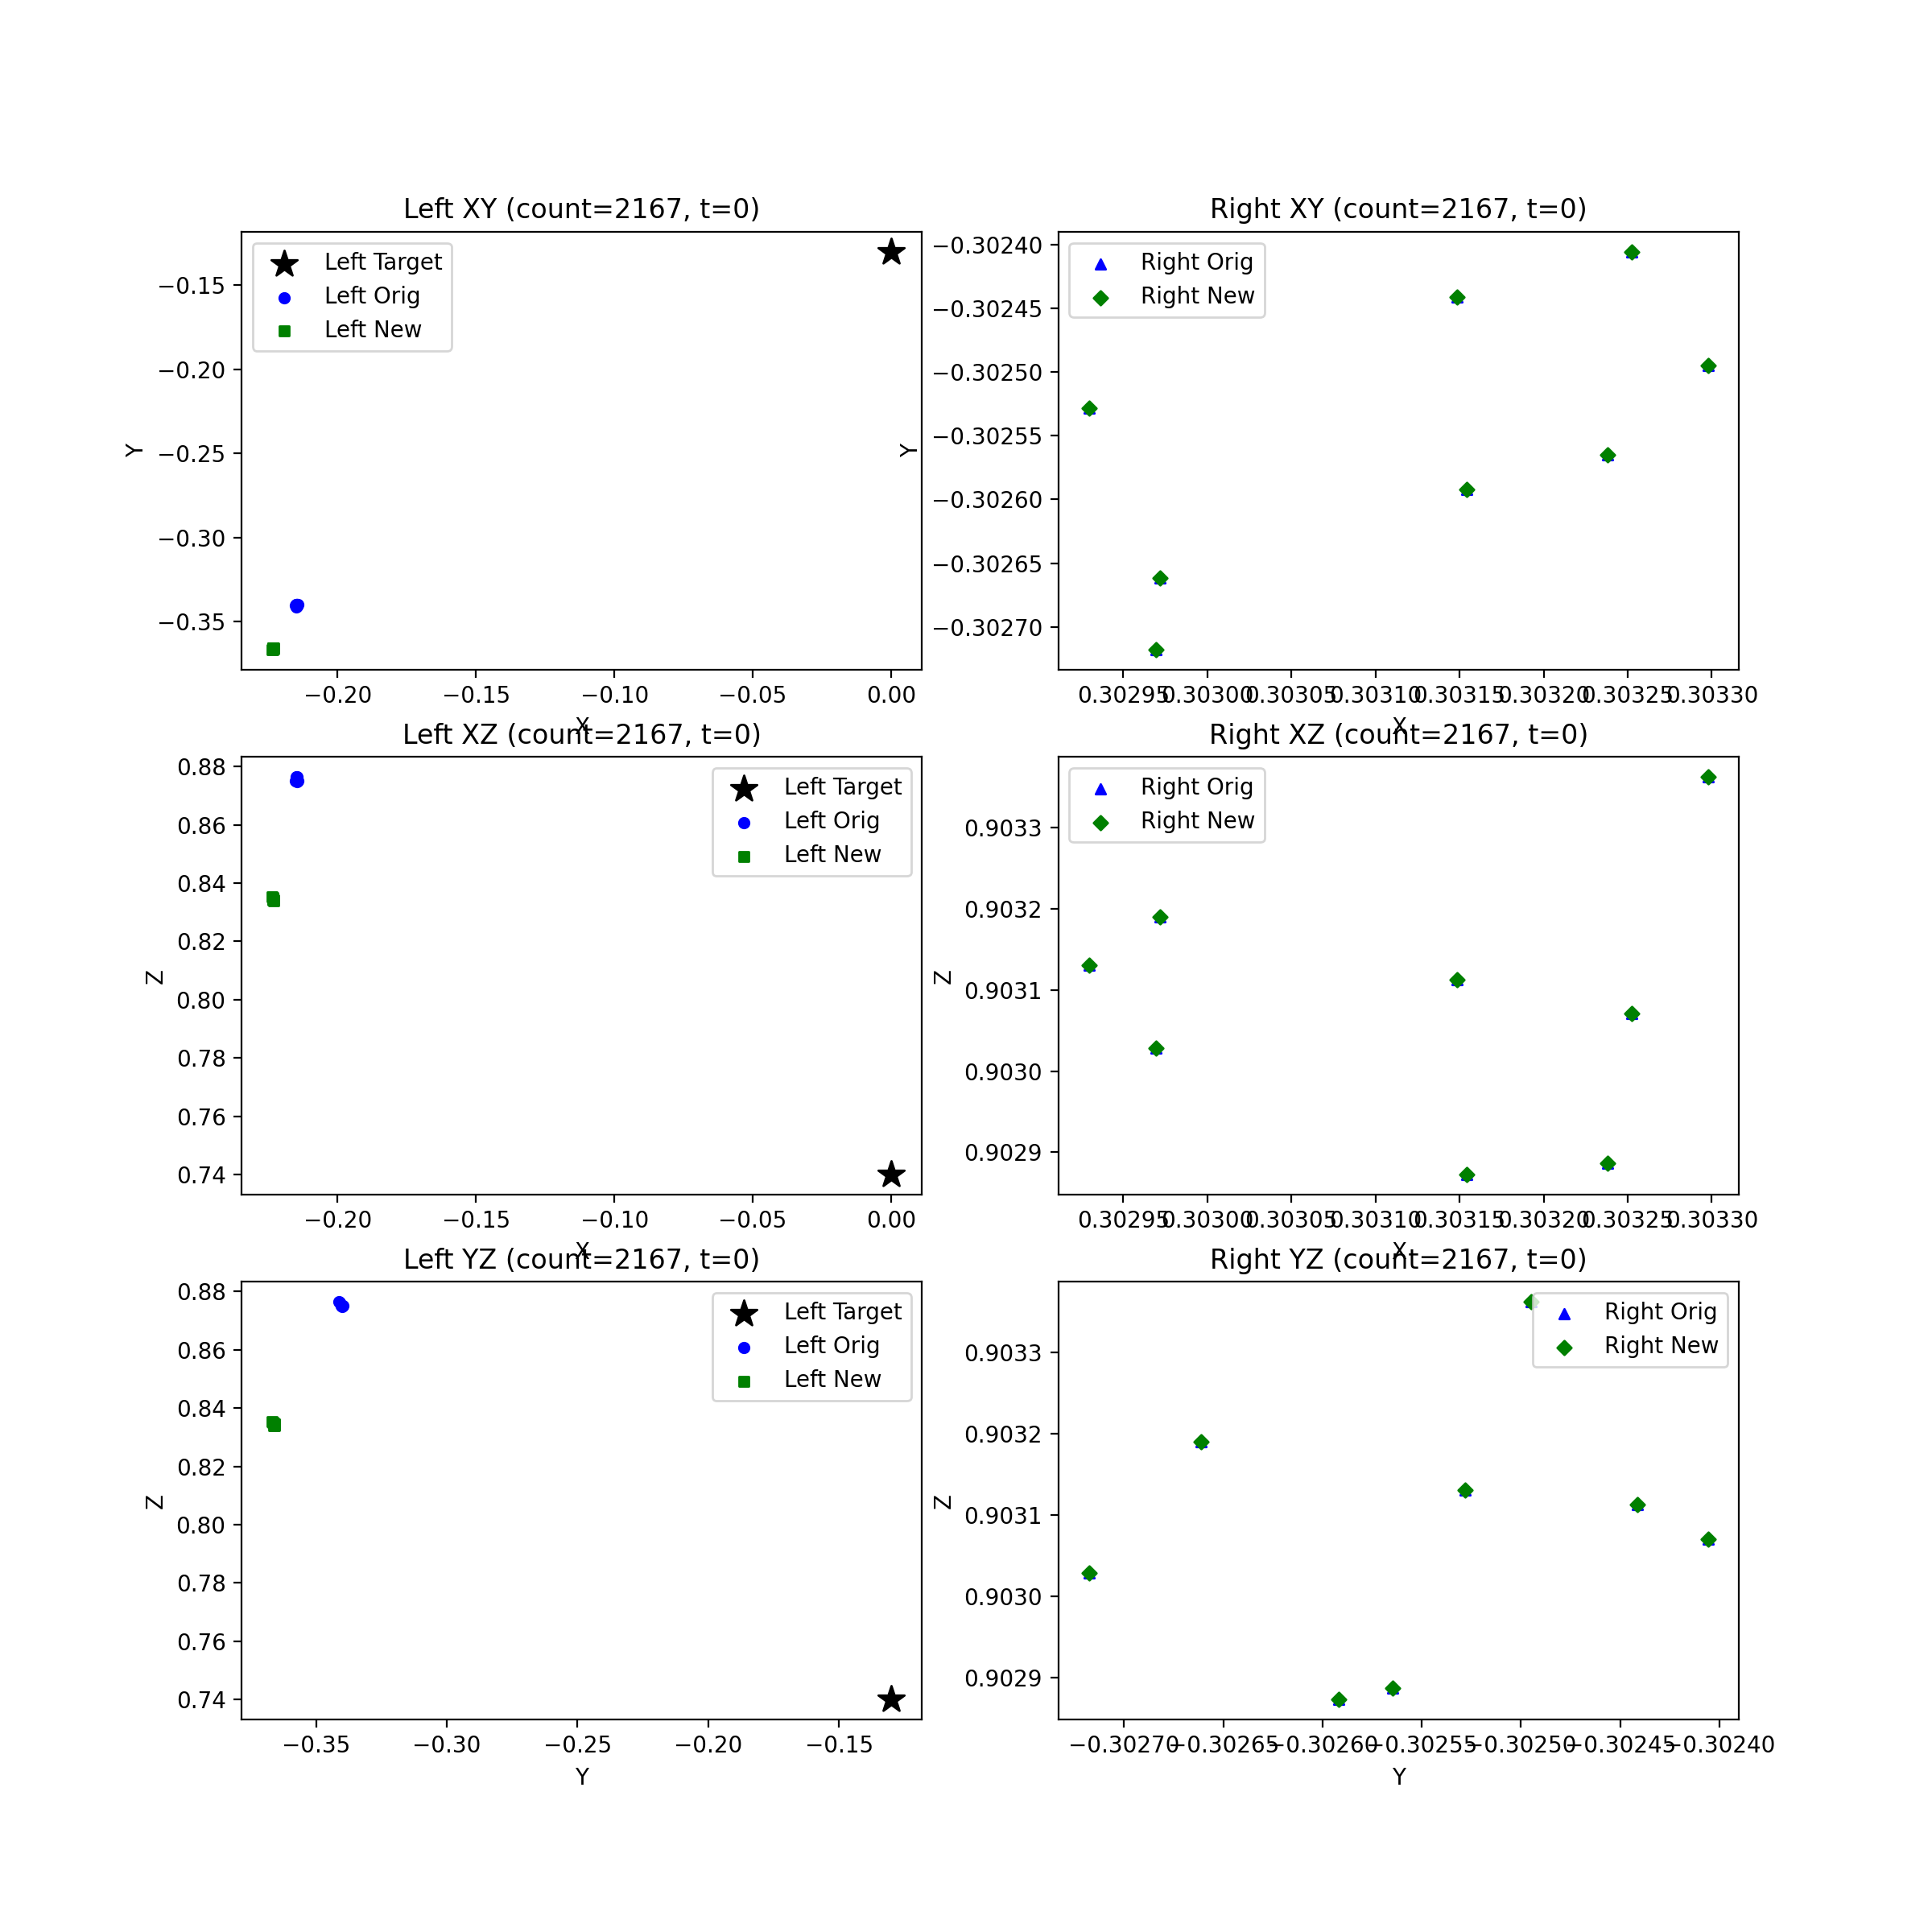 Left XY (count=2167, t=0)
Left Target
Left Orig
Left New
−0.15
−0.20
−0.25
−0.30
−0.35
Y
−0.20 −0.15 −0.10 −0.05 0.00
X
Right XY (count=2167, t=0)
Right Orig
Right New
−0.30240
−0.30245
−0.30250
−0.30255
−0.30260
−0.30265
−0.30270
Y
0.30295 0.30300 0.30305 0.30310 0.30315 0.30320 0.30325 0.30330
X
Left XZ (count=2167, t=0)
Left Target
Left Orig
Left New
0.88
0.86
0.84
0.82
0.80
0.78
0.76
0.74
Z
−0.20 −0.15 −0.10 −0.05 0.00
X
Right XZ (count=2167, t=0)
Right Orig
Right New
0.9033
0.9032
0.9031
0.9030
0.9029
Z
0.30295 0.30300 0.30305 0.30310 0.30315 0.30320 0.30325 0.30330
X
Left YZ (count=2167, t=0)
Left Target
Left Orig
Left New
0.88
0.86
0.84
0.82
0.80
0.78
0.76
0.74
Z
−0.35 −0.30 −0.25 −0.20 −0.15
Y
Right YZ (count=2167, t=0)
Right Orig
Right New
0.9033
0.9032
0.9031
0.9030
0.9029
Z
−0.30270 −0.30265 −0.30260 −0.30255 −0.30250 −0.30245 −0.30240
Y